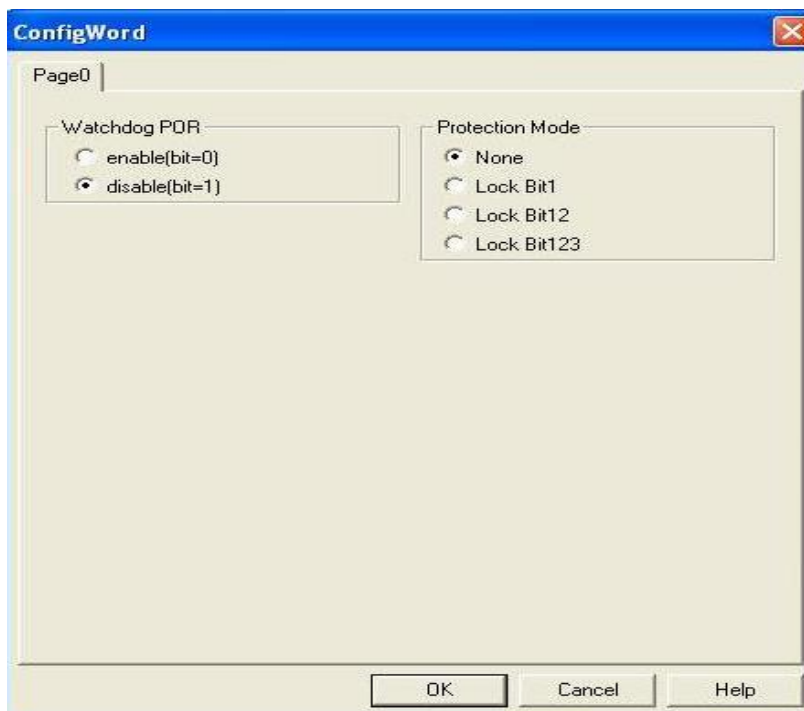 ConfigWord
Page0
Watchdog POR
enable(bit=0)
disable(bit=1)
Protection Mode
None
Lock Bit1
Lock Bit12
Lock Bit123
OK
Cancel
Help